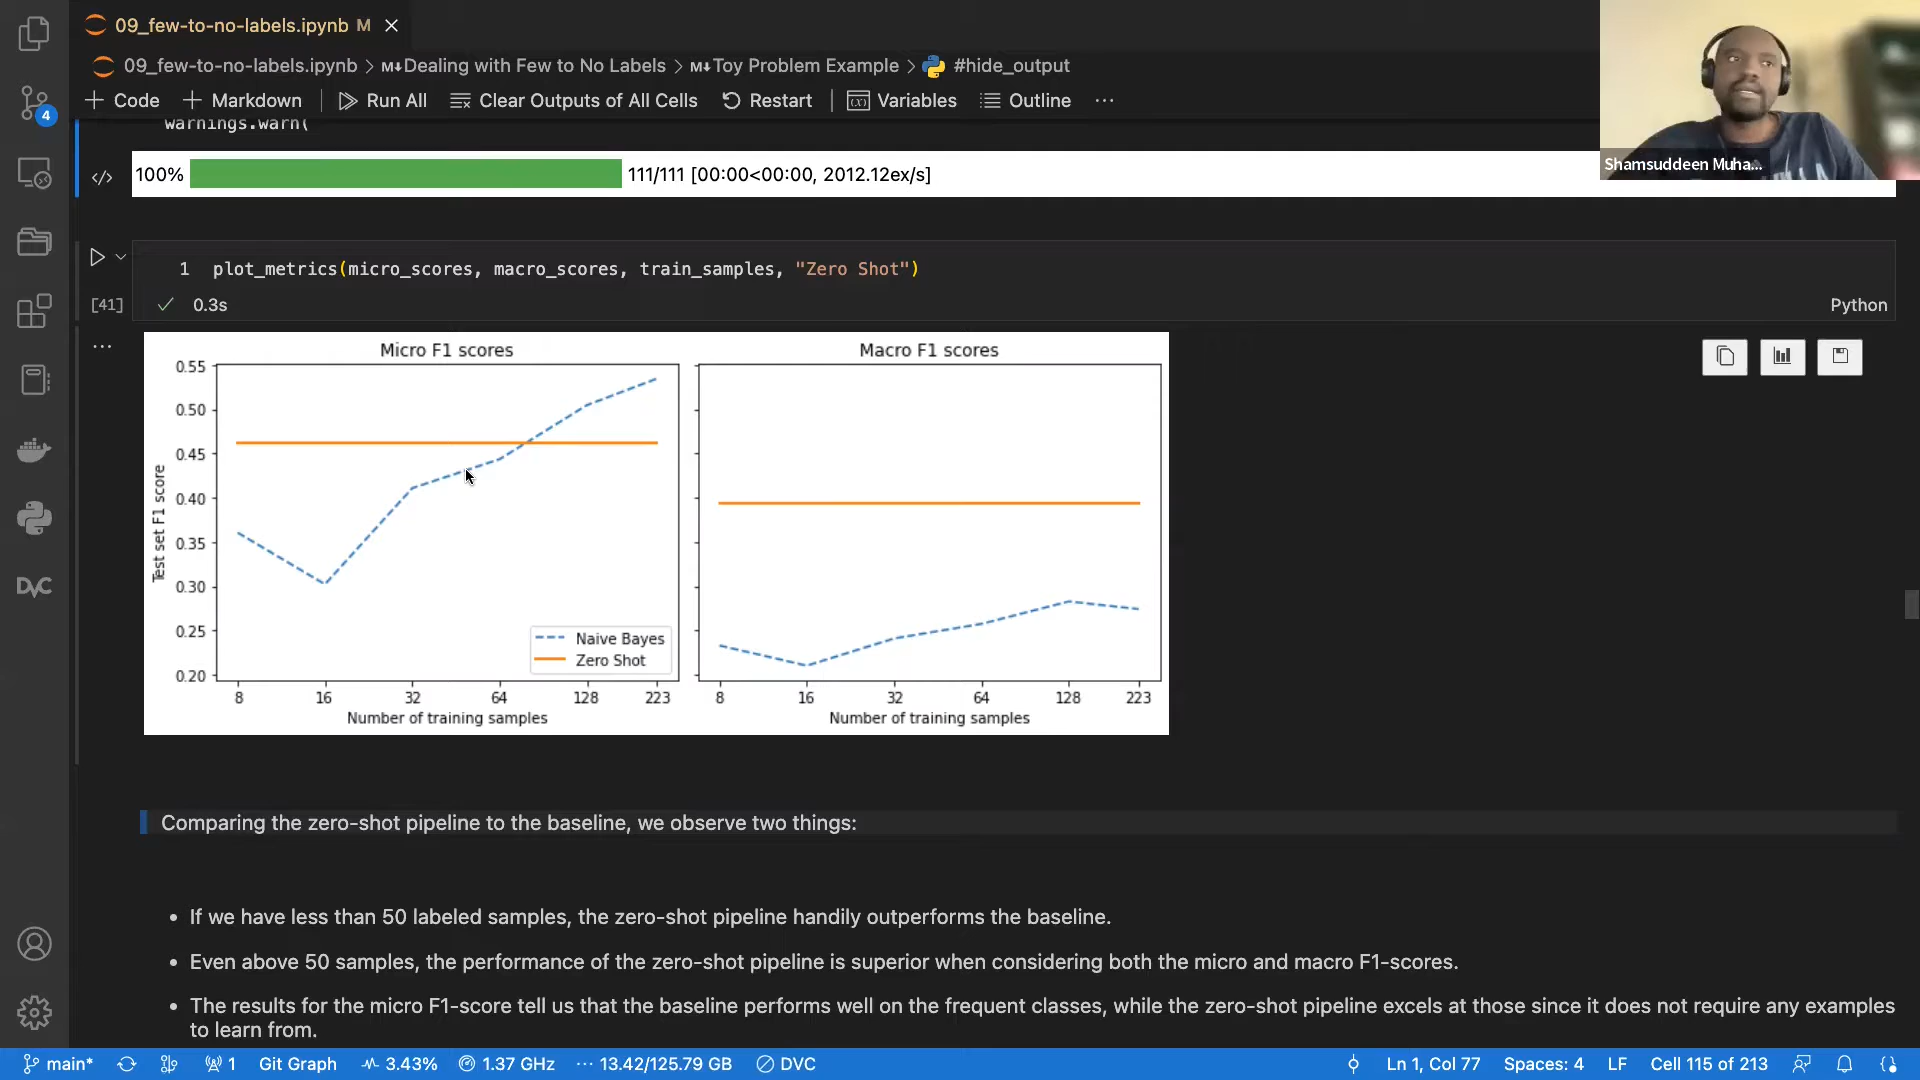 09_few-to-no-labels.ipynb M
09_few-to-no-labels.ipynb > M↓Dealing with Few to No Labels > M↓Toy Problem Example > #hide_output
+ Code + Markdown | Run All Clear Outputs of All Cells Restart | Variables Outline ...
Shamsuddeen Muha...
4
warnings.warn(
100% 111/111 [00:00<00:00, 2012.12ex/s]
1 plot_metrics(micro_scores, macro_scores, train_samples, "Zero Shot")
[41] 0.3s Python
Micro F1 scores
Macro F1 scores
0.55
0.50
0.45
0.40
0.35
0.30
0.25
0.20
Test set F1 score
Naive Bayes
Zero Shot
8 16 32 64 128 223
8 16 32 64 128 223
Number of training samples
Number of training samples
DVC
Comparing the zero-shot pipeline to the baseline, we observe two things:
• If we have less than 50 labeled samples, the zero-shot pipeline handily outperforms the baseline.
• Even above 50 samples, the performance of the zero-shot pipeline is superior when considering both the micro and macro F1-scores.
• The results for the micro F1-score tell us that the baseline performs well on the frequent classes, while the zero-shot pipeline excels at those since it does not require any examples
to learn from.
main* 1 Git Graph 3.43% 1.37 GHz ... 13.42/125.79 GB DVC Ln 1, Col 77 Spaces: 4 LF Cell 115 of 213